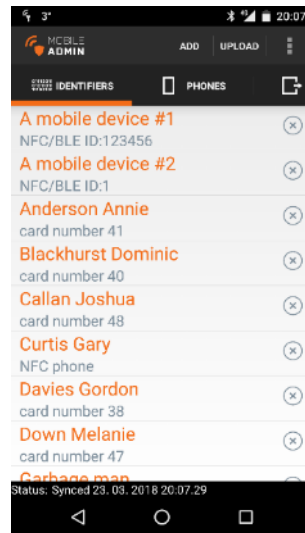 3° 20:07
MOBILE
ADMIN ADD UPLOAD
IDENTIFIERS PHONES
A mobile device #1
NFC/BLE ID:123456
A mobile device #2
NFC/BLE ID:1
Anderson Annie
card number 41
Blackhurst Dominic
card number 40
Callan Joshua
card number 48
Curtis Gary
NFC phone
Davies Gordon
card number 38
Down Melanie
card number 47
Garbage man
Status: Synced 23. 03. 2018 20:07.29